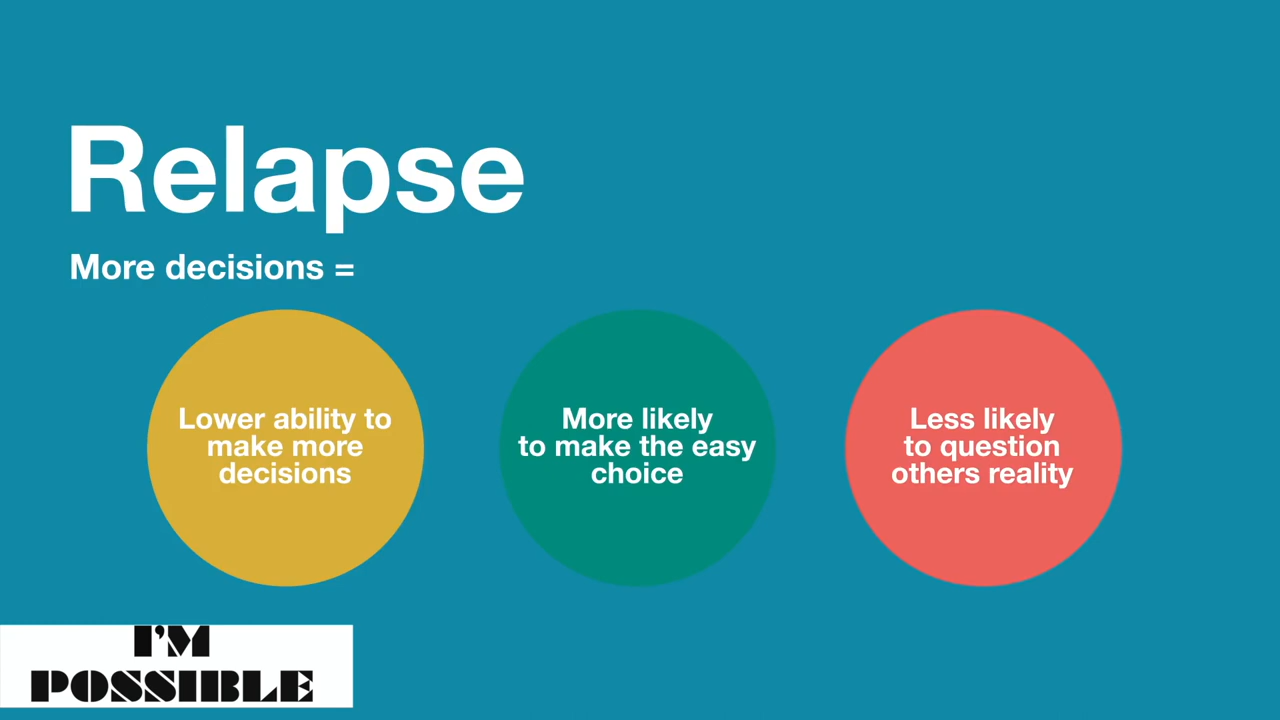 Relapse
More decisions =
Lower ability to
make more
decisions
More likely
to make the easy
choice
Less likely
to question
others reality
I'M
POSSIBLE